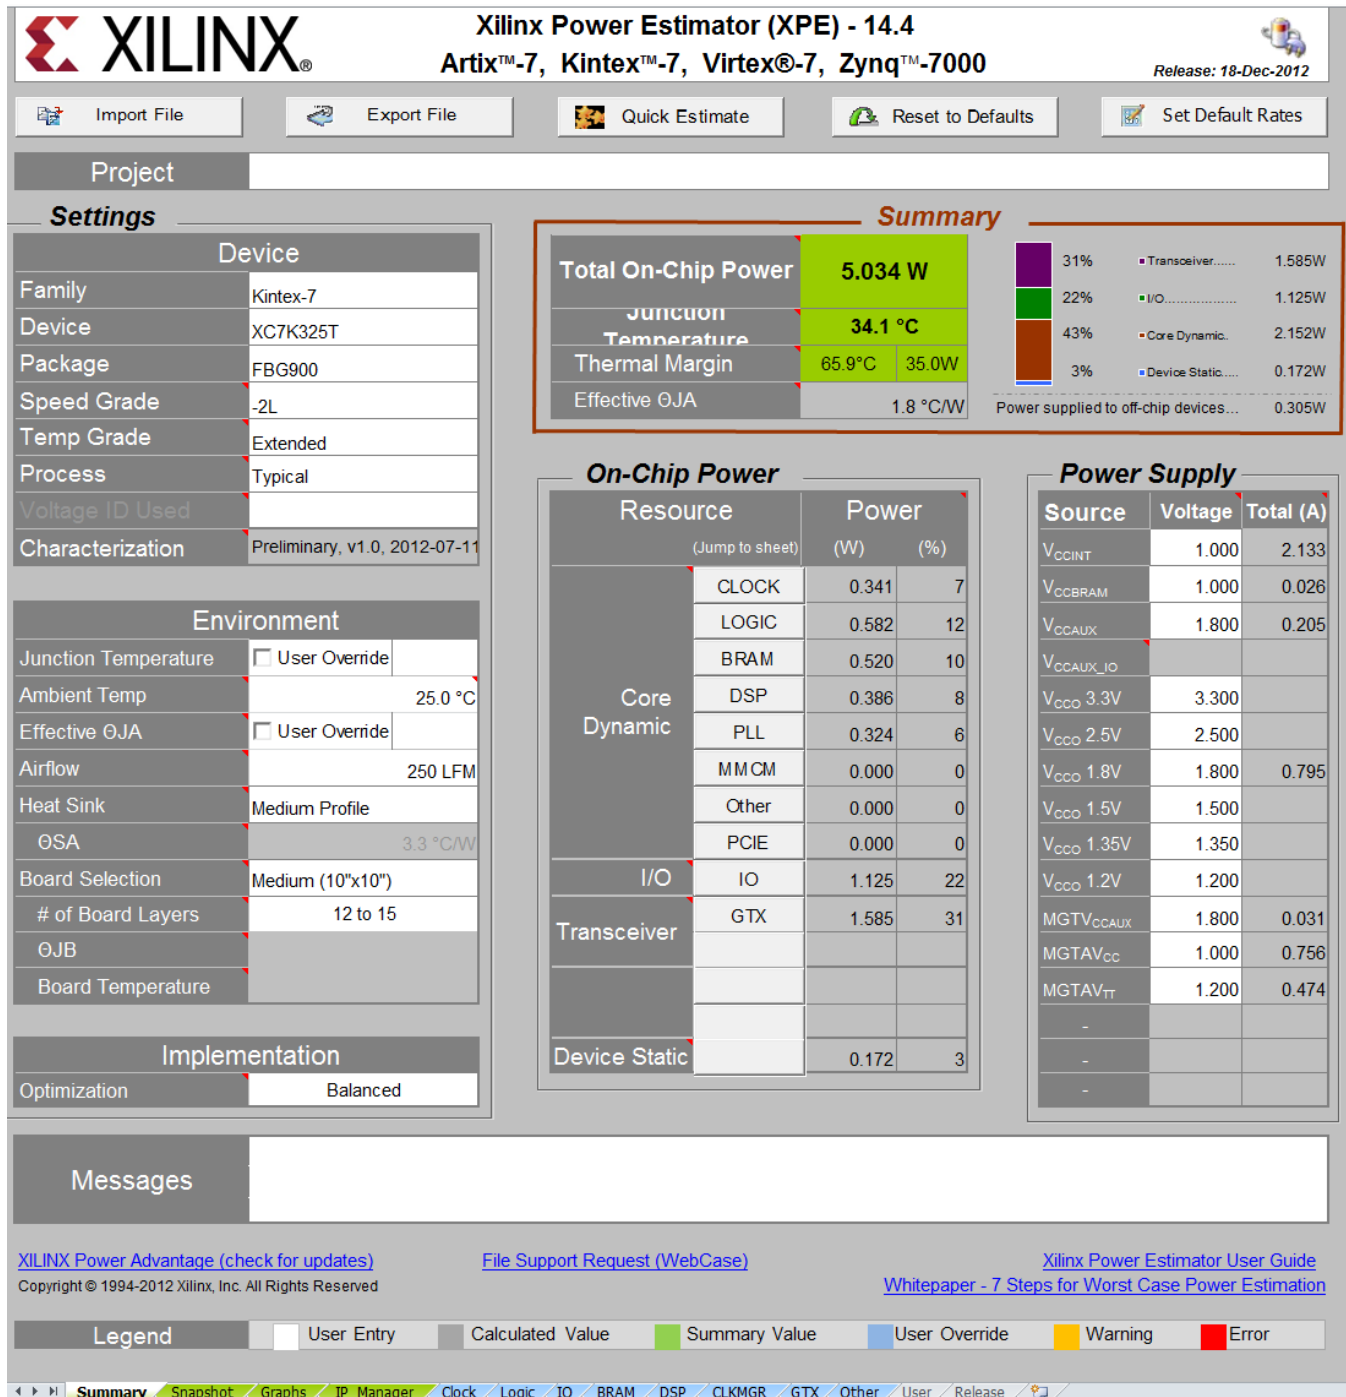 XILINX®
Xilinx Power Estimator (XPE) - 14.4
Artix™-7, Kintex™-7, Virtex®-7, Zynq™-7000
Release: 18-Dec-2012
Import File
Export File
Quick Estimate
Reset to Defaults
Set Default Rates
Project
Settings
Device
Family Kintex-7
Device XC7K325T
Package FBG900
Speed Grade -2L
Temp Grade Extended
Process Typical
Voltage ID Used
Characterization Preliminary, v1.0, 2012-07-11
Environment
Junction Temperature User Override
Ambient Temp 25.0 °C
Effective ΘJA User Override
Airflow 250 LFM
Heat Sink Medium Profile
ΘSA 3.3 °C/W
Board Selection Medium (10"x10")
# of Board Layers 12 to 15
ΘJB
Board Temperature
Implementation
Optimization Balanced
Summary
Total On-Chip Power 5.034 W
Junction Temperature 34.1 °C
Thermal Margin 65.9°C 35.0W
Effective ΘJA 1.8 °C/W
31% Transceiver...... 1.585W
22% I/O.................. 1.125W
43% Core Dynamic.. 2.152W
3% Device Static..... 0.172W
Power supplied to off-chip devices... 0.305W
On-Chip Power
Resource Power
(Jump to sheet) (W) (%)
Core Dynamic
CLOCK 0.341 7
LOGIC 0.582 12
BRAM 0.520 10
DSP 0.386 8
PLL 0.324 6
MMCM 0.000 0
Other 0.000 0
PCIE 0.000 0
I/O IO 1.125 22
Transceiver GTX 1.585 31
Device Static 0.172 3
Power Supply
Source Voltage Total (A)
VCCINT 1.000 2.133
VCCBRAM 1.000 0.026
VCCAUX 1.800 0.205
VCCAUX_IO
VCCO 3.3V 3.300
VCCO 2.5V 2.500
VCCO 1.8V 1.800 0.795
VCCO 1.5V 1.500
VCCO 1.35V 1.350
VCCO 1.2V 1.200
MGTVCCAUX 1.800 0.031
MGTAVCC 1.000 0.756
MGTAVTT 1.200 0.474
-
-
-
Messages
XILINX Power Advantage (check for updates)
File Support Request (WebCase)
Xilinx Power Estimator User Guide
Copyright © 1994-2012 Xilinx, Inc. All Rights Reserved
Whitepaper - 7 Steps for Worst Case Power Estimation
Legend User Entry Calculated Value Summary Value User Override Warning Error
Summary Snapshot Graphs IP_Manager Clock Logic IO BRAM DSP CLKMGR GTX Other User Release